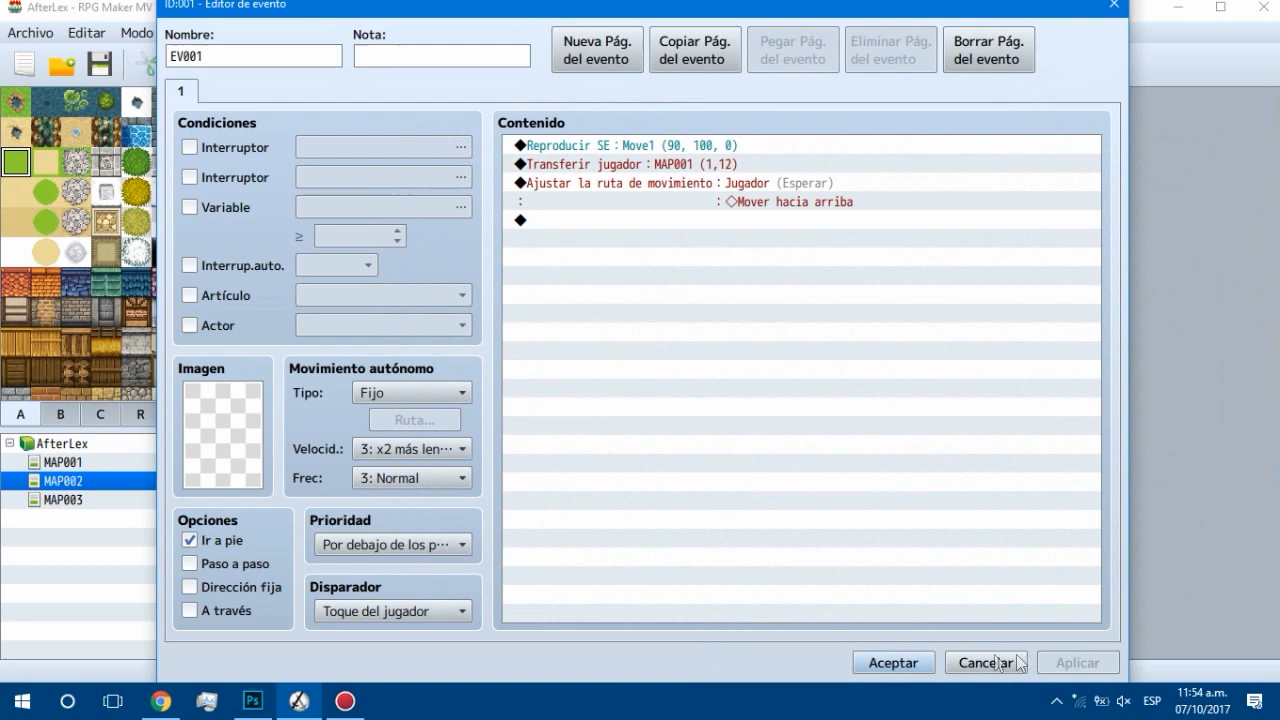 AfterLex - RPG Maker MV
ID:001 - Editor de evento
Archivo Editar Modo
Nombre:
EV001
Nota:
Nueva Pág. del evento
Copiar Pág. del evento
Pegar Pág. del evento
Eliminar Pág. del evento
Borrar Pág. del evento
1
Condiciones
Interruptor ...
Interruptor ...
Variable ...
≥
Interrup.auto.
Artículo
Actor
Imagen
Movimiento autónomo
Tipo: Fijo
Ruta...
Velocid.: 3: x2 más len···
Frec: 3: Normal
Opciones
Ir a pie
Paso a paso
Dirección fija
A través
Prioridad
Por debajo de los p···
Disparador
Toque del jugador
Contenido
◆Reproducir SE：Move1 (90, 100, 0)
◆Transferir jugador：MAP001 (1,12)
◆Ajustar la ruta de movimiento：Jugador (Esperar)
： ：◇Mover hacia arriba
◆
Aceptar Cancelar Aplicar
A B C R
AfterLex
MAP001
MAP002
MAP003
Ps
ESP
11:54 a.m.
07/10/2017